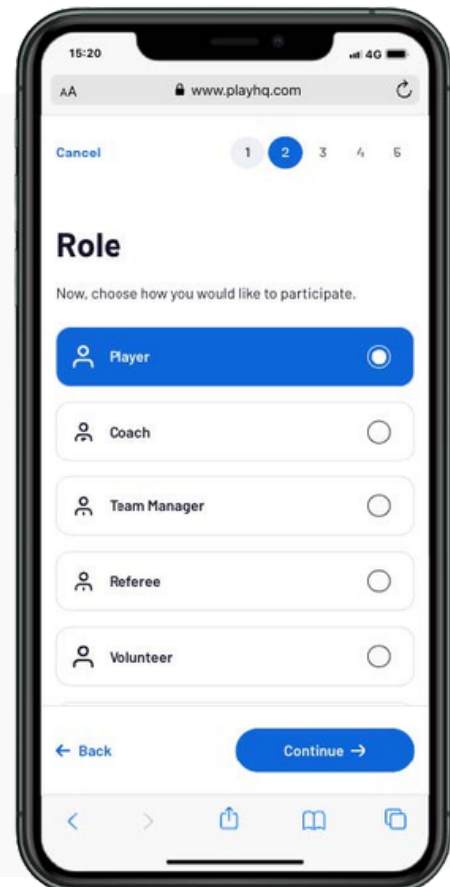 15:20 4G
AA www.playhq.com
Cancel 1 2 3 4 5
Role
Now, choose how you would like to participate.
Player
Coach
Team Manager
Referee
Volunteer
← Back Continue →